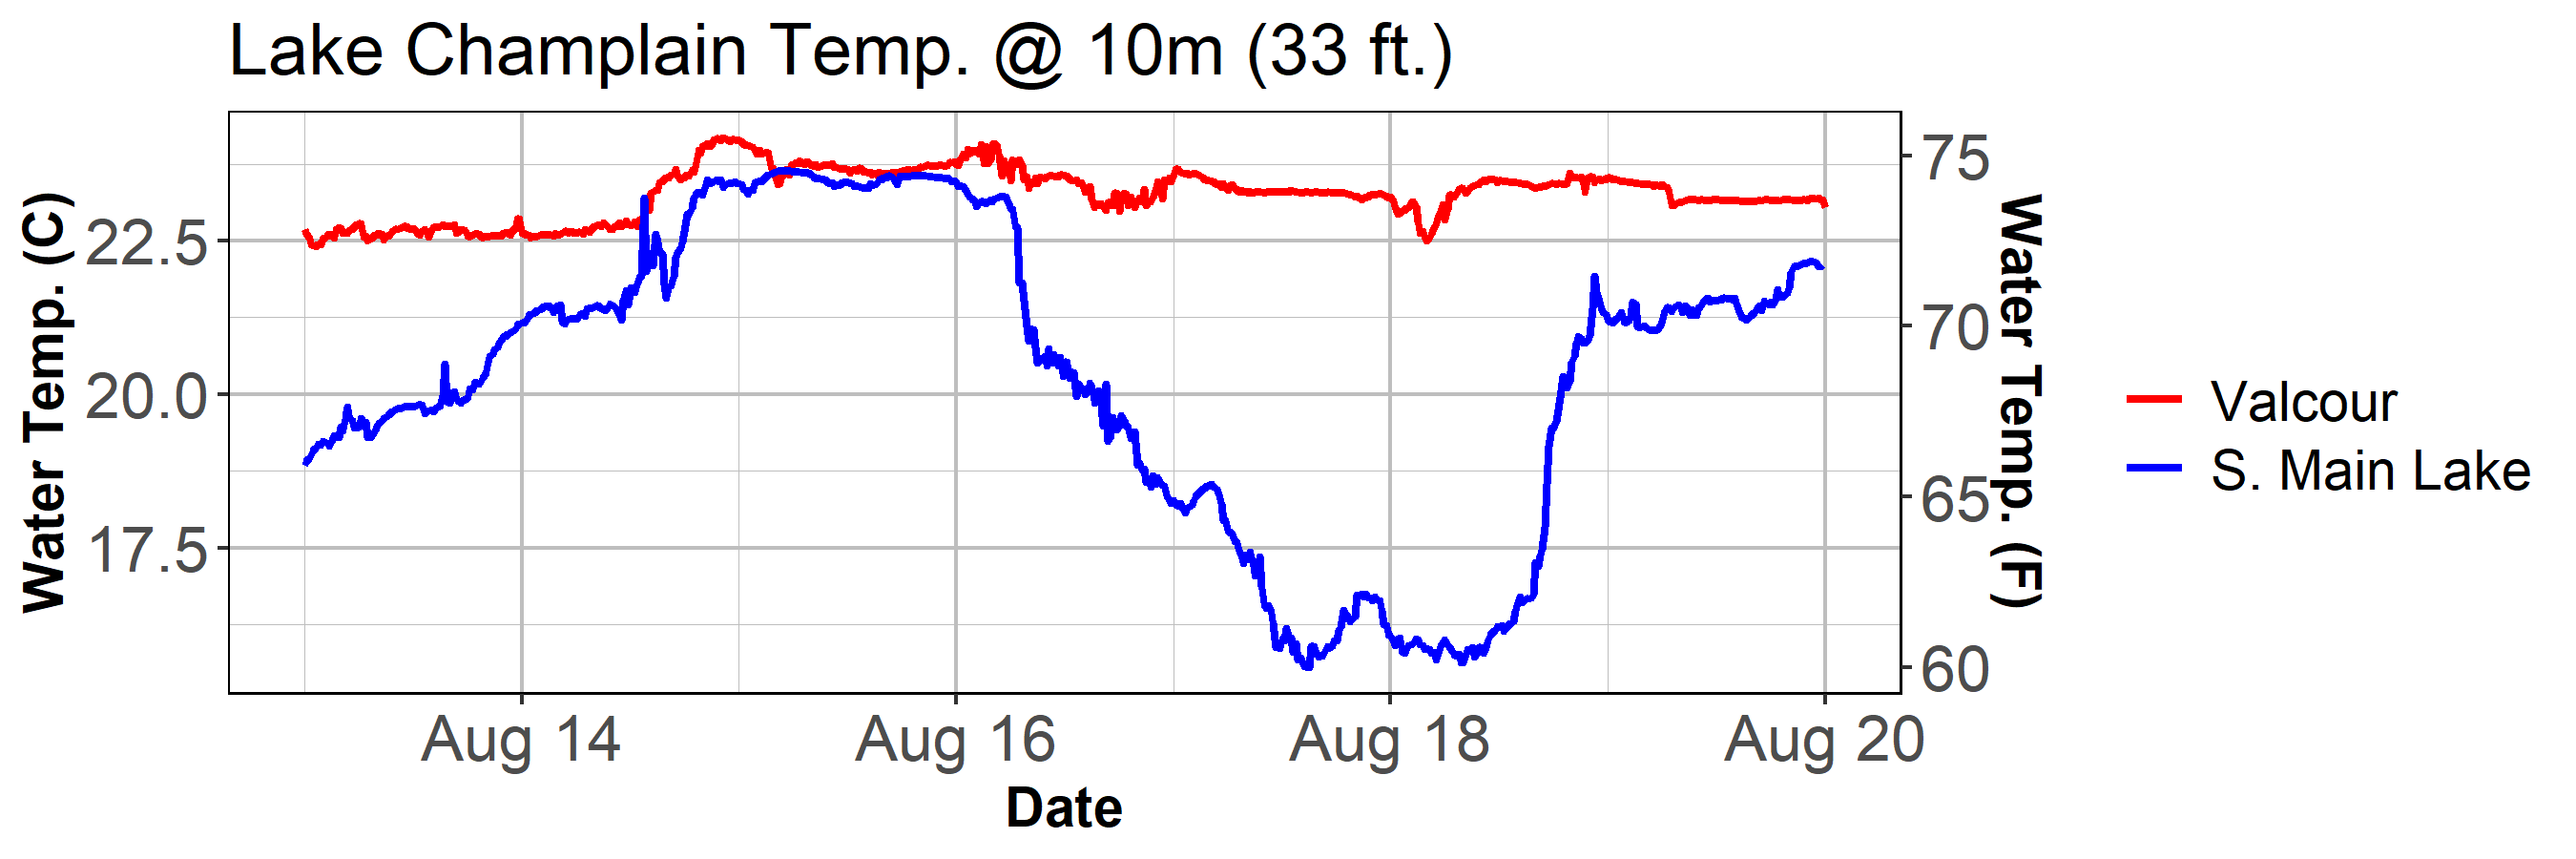 Lake Champlain Temp. @ 10m (33 ft.)
Water Temp. (C)
22.5
20.0
17.5
75
70
65
60
Water Temp. (F)
Aug 14
Aug 16
Aug 18
Aug 20
Date
Valcour
S. Main Lake